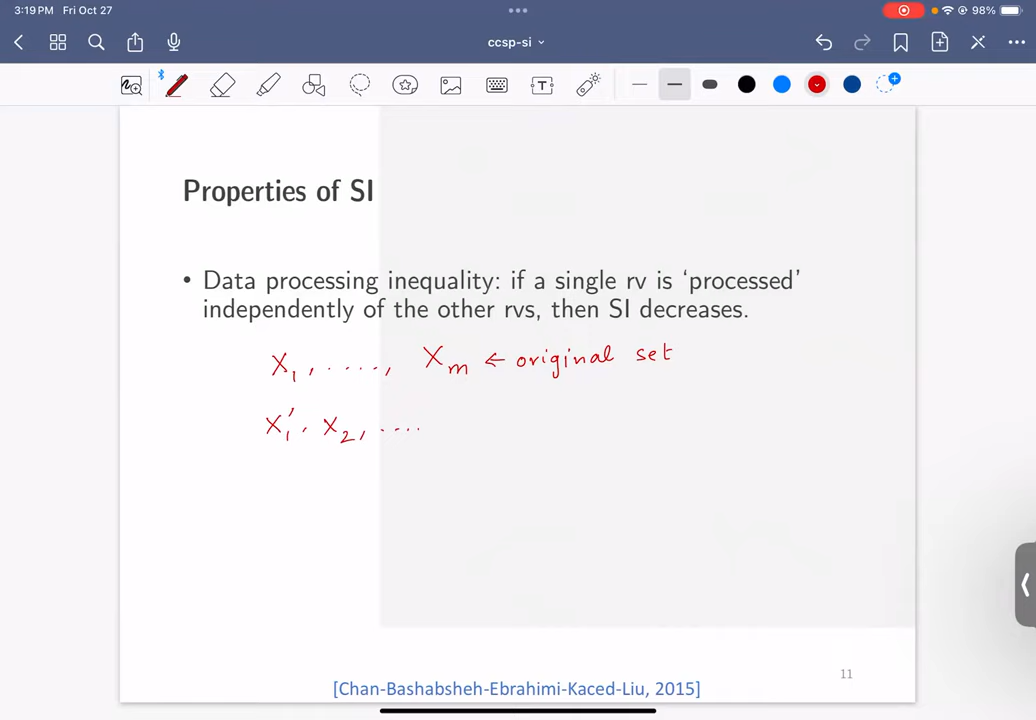 3:19 PM Fri Oct 27
98%
ccsp-si
T
Properties of SI
• Data processing inequality: if a single rv is ‘processed’
independently of the other rvs, then SI decreases.
X₁, ....., Xₘ ← original set
X₁', X₂, ....
11
[Chan-Bashabsheh-Ebrahimi-Kaced-Liu, 2015]